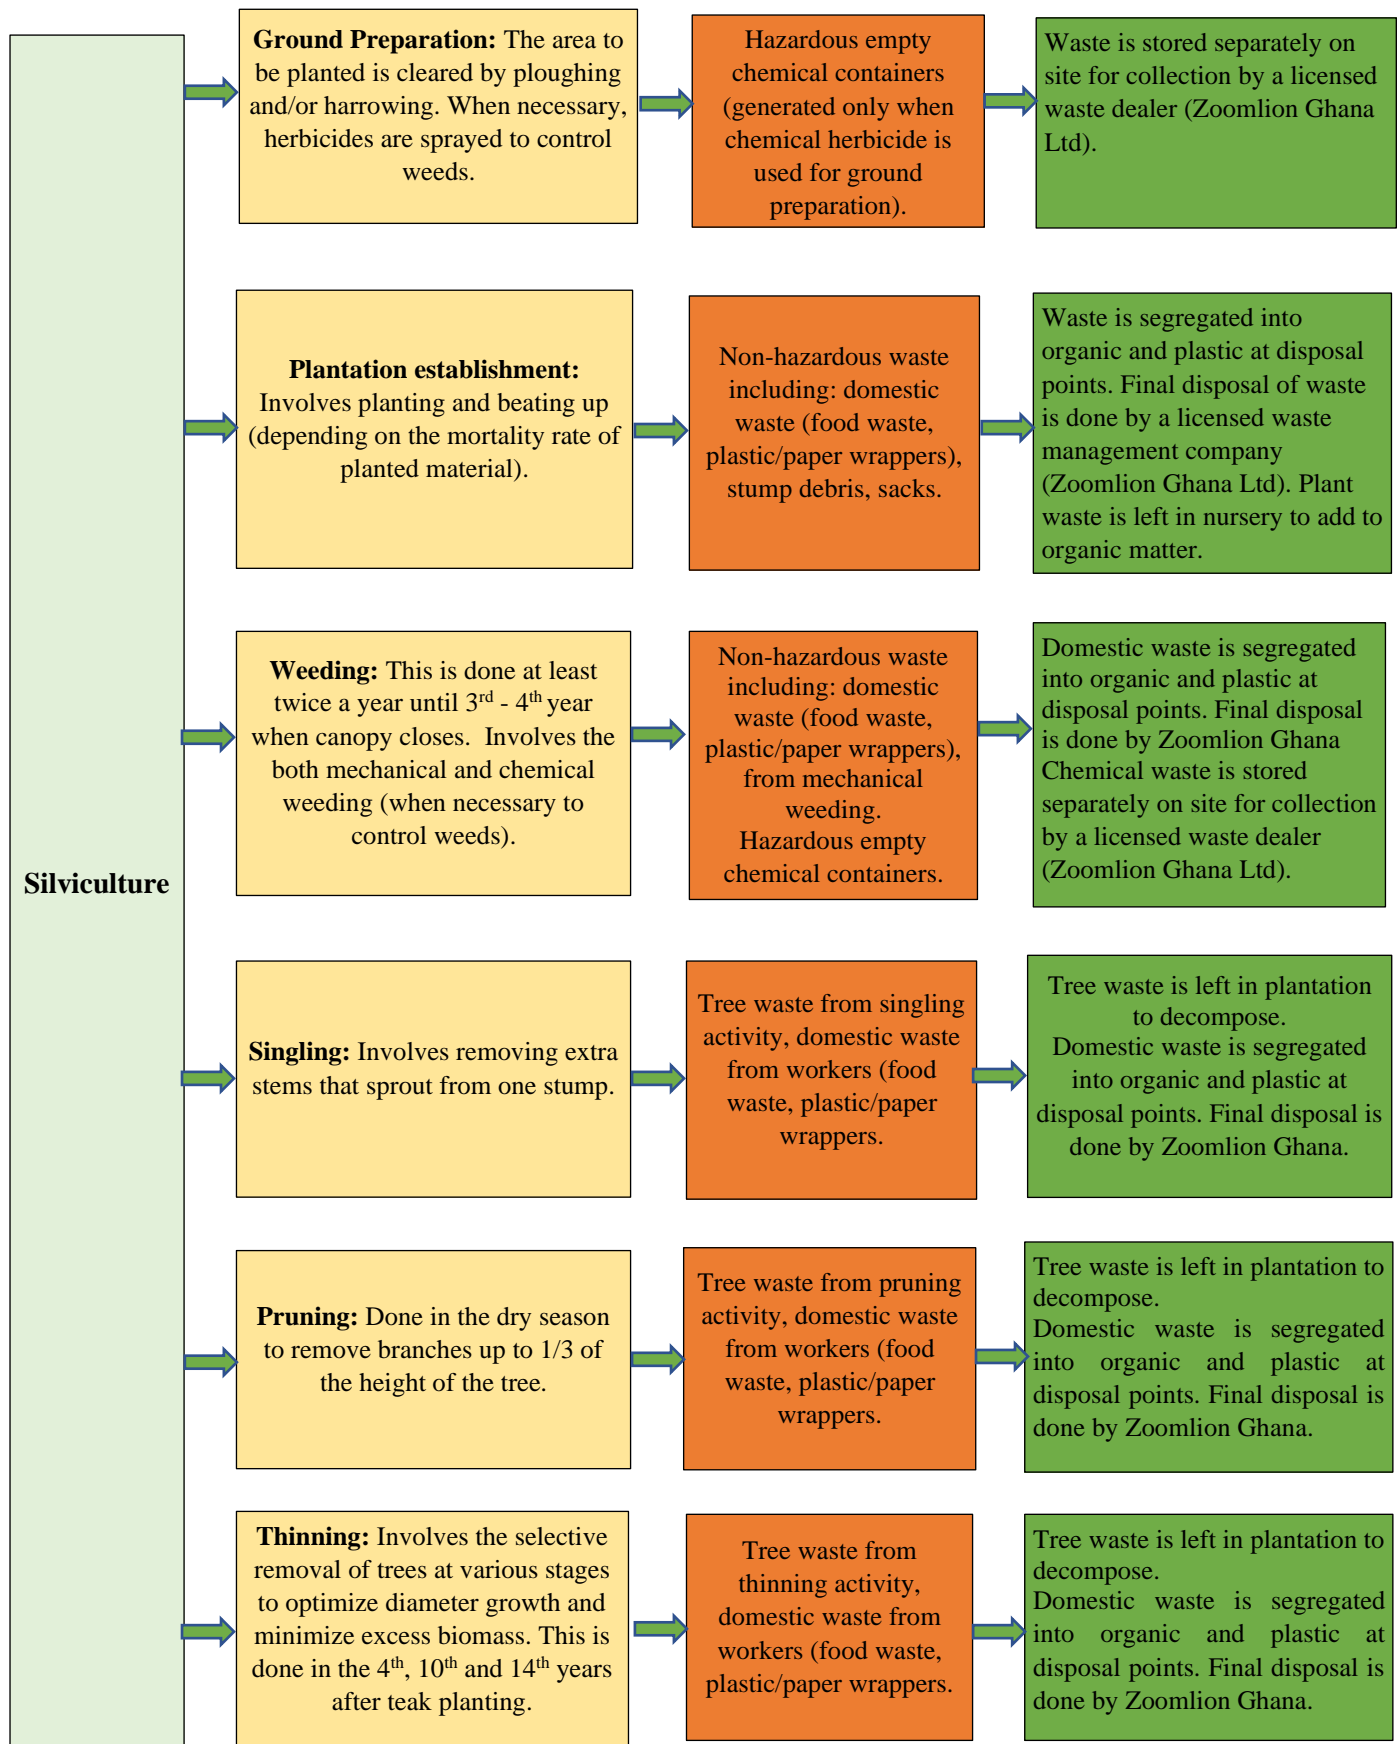 Silviculture
Ground Preparation: The area to
be planted is cleared by ploughing
and/or harrowing. When necessary,
herbicides are sprayed to control
weeds.
Hazardous empty
chemical containers
(generated only when
chemical herbicide is
used for ground
preparation).
Waste is stored separately on
site for collection by a licensed
waste dealer (Zoomlion Ghana
Ltd).
Plantation establishment:
Involves planting and beating up
(depending on the mortality rate of
planted material).
Non-hazardous waste
including: domestic
waste (food waste,
plastic/paper wrappers),
stump debris, sacks.
Waste is segregated into
organic and plastic at disposal
points. Final disposal of waste
is done by a licensed waste
management company
(Zoomlion Ghana Ltd). Plant
waste is left in nursery to add to
organic matter.
Weeding: This is done at least
twice a year until 3rd - 4th year
when canopy closes. Involves the
both mechanical and chemical
weeding (when necessary to
control weeds).
Non-hazardous waste
including: domestic
waste (food waste,
plastic/paper wrappers),
from mechanical
weeding.
Hazardous empty
chemical containers.
Domestic waste is segregated
into organic and plastic at
disposal points. Final disposal
is done by Zoomlion Ghana
Chemical waste is stored
separately on site for collection
by a licensed waste dealer
(Zoomlion Ghana Ltd).
Singling: Involves removing extra
stems that sprout from one stump.
Tree waste from singling
activity, domestic waste
from workers (food
waste, plastic/paper
wrappers.
Tree waste is left in plantation
to decompose.
Domestic waste is segregated
into organic and plastic at
disposal points. Final disposal is
done by Zoomlion Ghana.
Pruning: Done in the dry season
to remove branches up to 1/3 of
the height of the tree.
Tree waste from pruning
activity, domestic waste
from workers (food
waste, plastic/paper
wrappers.
Tree waste is left in plantation to
decompose.
Domestic waste is segregated
into organic and plastic at
disposal points. Final disposal is
done by Zoomlion Ghana.
Thinning: Involves the selective
removal of trees at various stages
to optimize diameter growth and
minimize excess biomass. This is
done in the 4th, 10th and 14th years
after teak planting.
Tree waste from
thinning activity,
domestic waste from
workers (food waste,
plastic/paper wrappers.
Tree waste is left in plantation to
decompose.
Domestic waste is segregated
into organic and plastic at
disposal points. Final disposal is
done by Zoomlion Ghana.